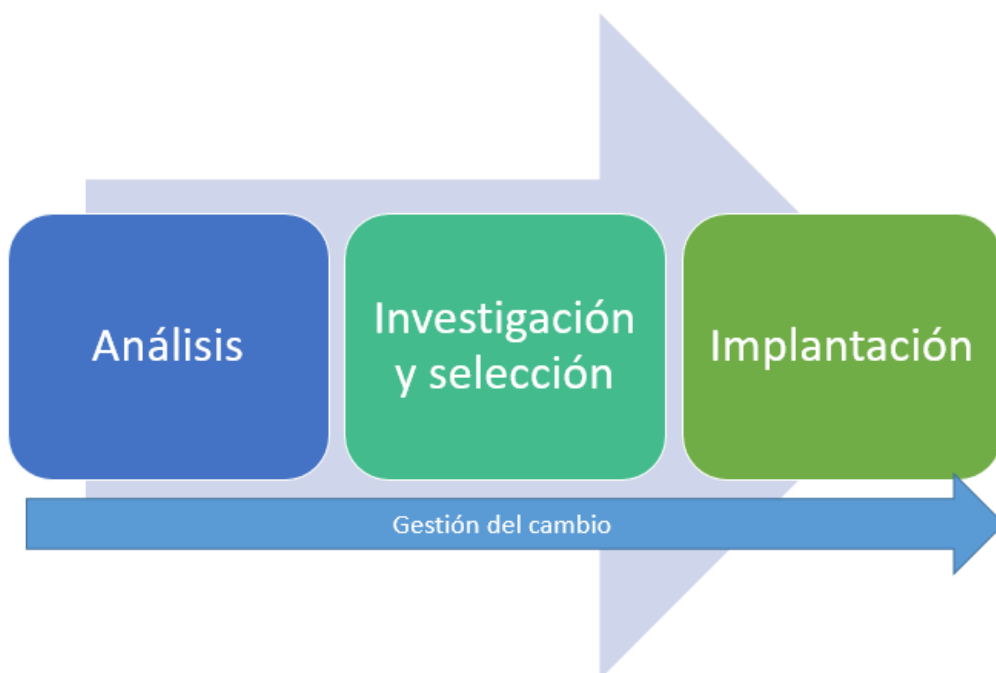 Análisis
Investigación
y selección
Implantación
Gestión del cambio